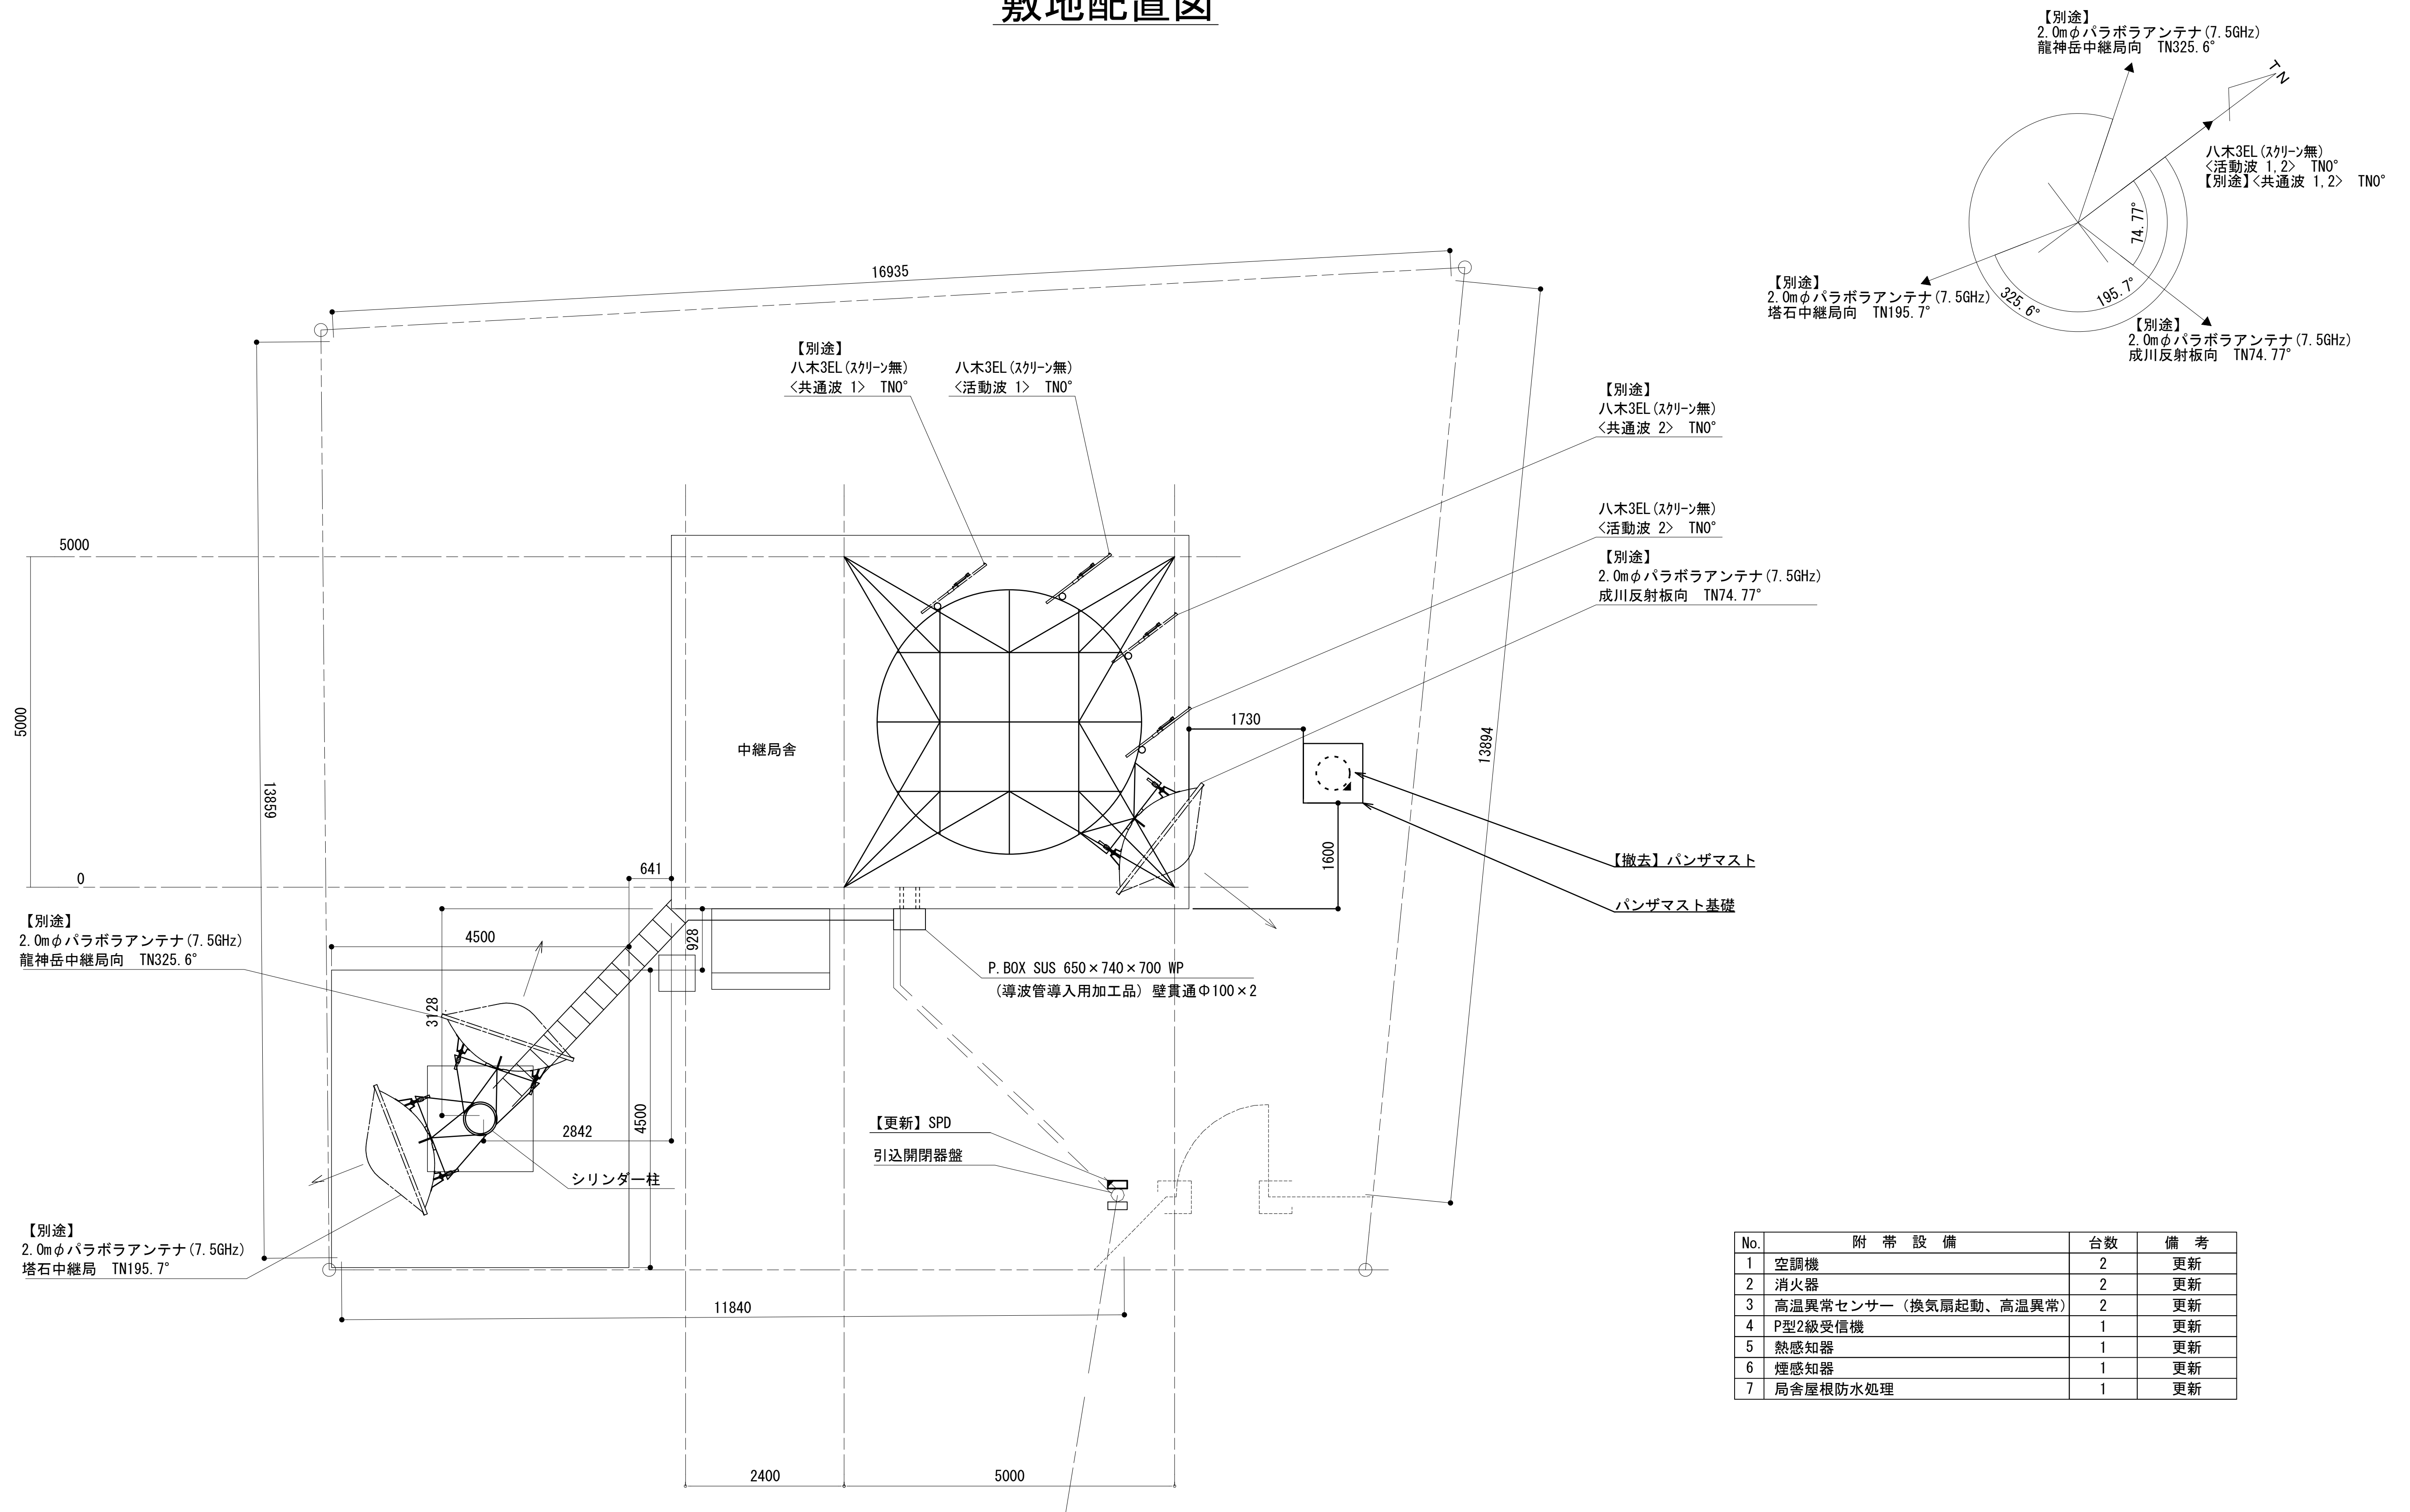 敷地配置図
【別途】
2.0mφパラボラアンテナ(7.5GHz)
龍神岳中継局向　TN325.6°
TN
八木3EL(ｽｸﾘｰﾝ無)
<活動波 1,2>　TN0°
【別途】<共通波 1,2>　TN0°
74.77°
195.7°
325.6°
【別途】
2.0mφパラボラアンテナ(7.5GHz)
塔石中継局向　TN195.7°
【別途】
2.0mφパラボラアンテナ(7.5GHz)
成川反射板向　TN74.77°
16935
【別途】
八木3EL(ｽｸﾘｰﾝ無)
<共通波 1>　TN0°
八木3EL(ｽｸﾘｰﾝ無)
<活動波 1>　TN0°
【別途】
八木3EL(ｽｸﾘｰﾝ無)
<共通波 2>　TN0°
八木3EL(ｽｸﾘｰﾝ無)
<活動波 2>　TN0°
【別途】
2.0mφパラボラアンテナ(7.5GHz)
成川反射板向　TN74.77°
5000
5000
0
13859
中継局舎
1730
13894
1600
【撤去】パンザマスト
パンザマスト基礎
641
928
4500
3128
【別途】
2.0mφパラボラアンテナ(7.5GHz)
龍神岳中継局向　TN325.6°
P.BOX SUS 650×740×700 WP
(導波管導入用加工品) 壁貫通Φ100×2
2842
4500
シリンダー柱
【更新】SPD
引込開閉器盤
【別途】
2.0mφパラボラアンテナ(7.5GHz)
塔石中継局　TN195.7°
11840
2400
5000
No.　附　帯　設　備　台数　備　考
1　空調機　2　更新
2　消火器　2　更新
3　高温異常センサー（換気扇起動、高温異常）　2　更新
4　P型2級受信機　1　更新
5　熱感知器　1　更新
6　煙感知器　1　更新
7　局舎屋根防水処理　1　更新